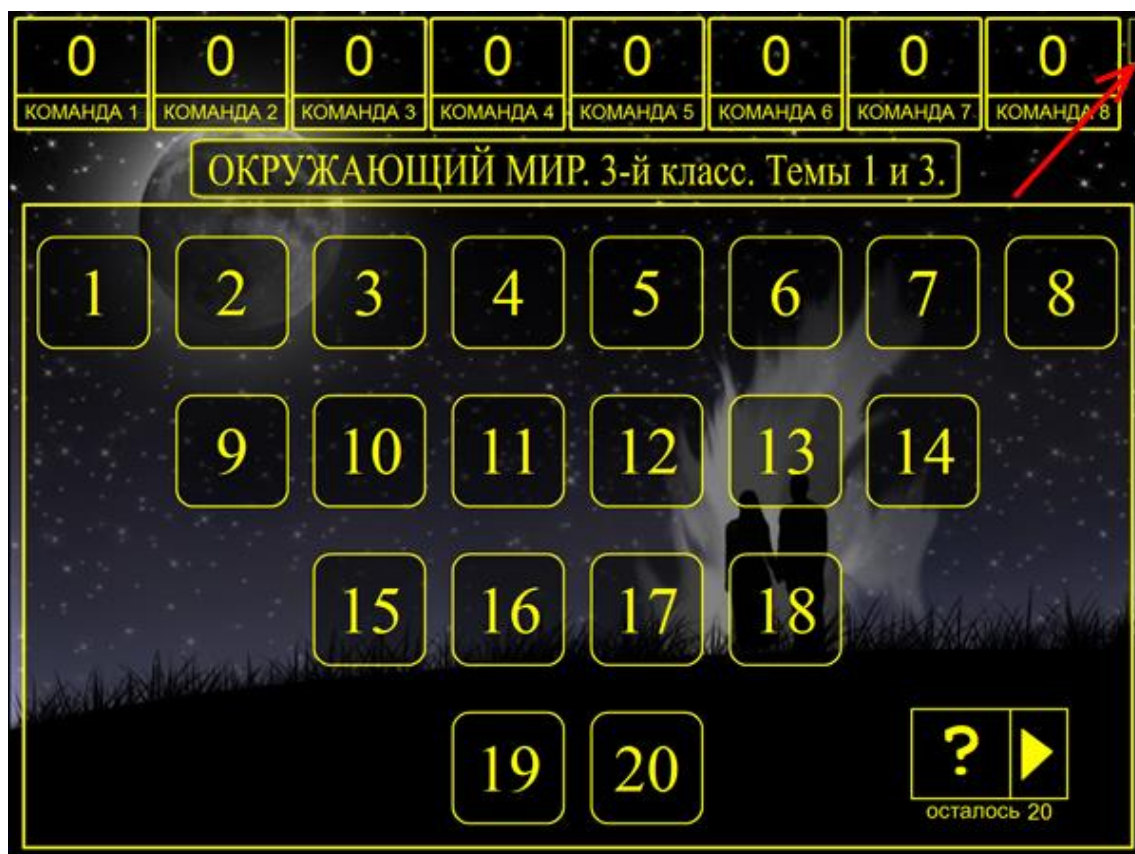 0 0 0 0 0 0 0 0
КОМАНДА 1 КОМАНДА 2 КОМАНДА 3 КОМАНДА 4 КОМАНДА 5 КОМАНДА 6 КОМАНДА 7 КОМАНДА 8
ОКРУЖАЮЩИЙ МИР. 3-й класс. Темы 1 и 3.
1 2 3 4 5 6 7 8
9 10 11 12 13 14
15 16 17 18
19 20
?
осталось 20